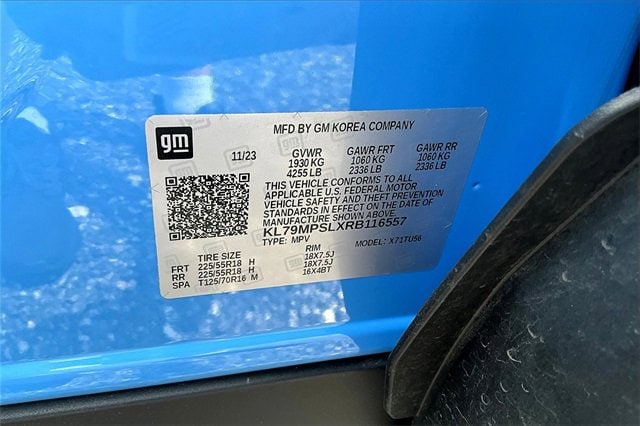 gm
MFD BY GM KOREA COMPANY
11/23 GVWR GAWR FRT GAWR RR
1930 KG 1060 KG 1060 KG
4255 LB 2336 LB 2336 LB
THIS VEHICLE CONFORMS TO ALL
APPLICABLE U.S. FEDERAL MOTOR
VEHICLE SAFETY AND THEFT PREVENTION
STANDARDS IN EFFECT ON DATE OF
MANUFACTURE SHOWN ABOVE.
KL79MPSLXRB116557
TYPE: MPV MODEL: X71TU56
TIRE SIZE RIM
FRT 225/55R18 H 18X7.5J
RR 225/55R18 H 18X7.5J
SPA T125/70R16 M 16X4BT